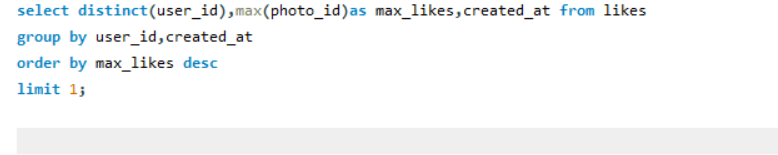 select distinct(user_id),max(photo_id)as max_likes,created_at from likes
group by user_id,created_at
order by max_likes desc
limit 1;